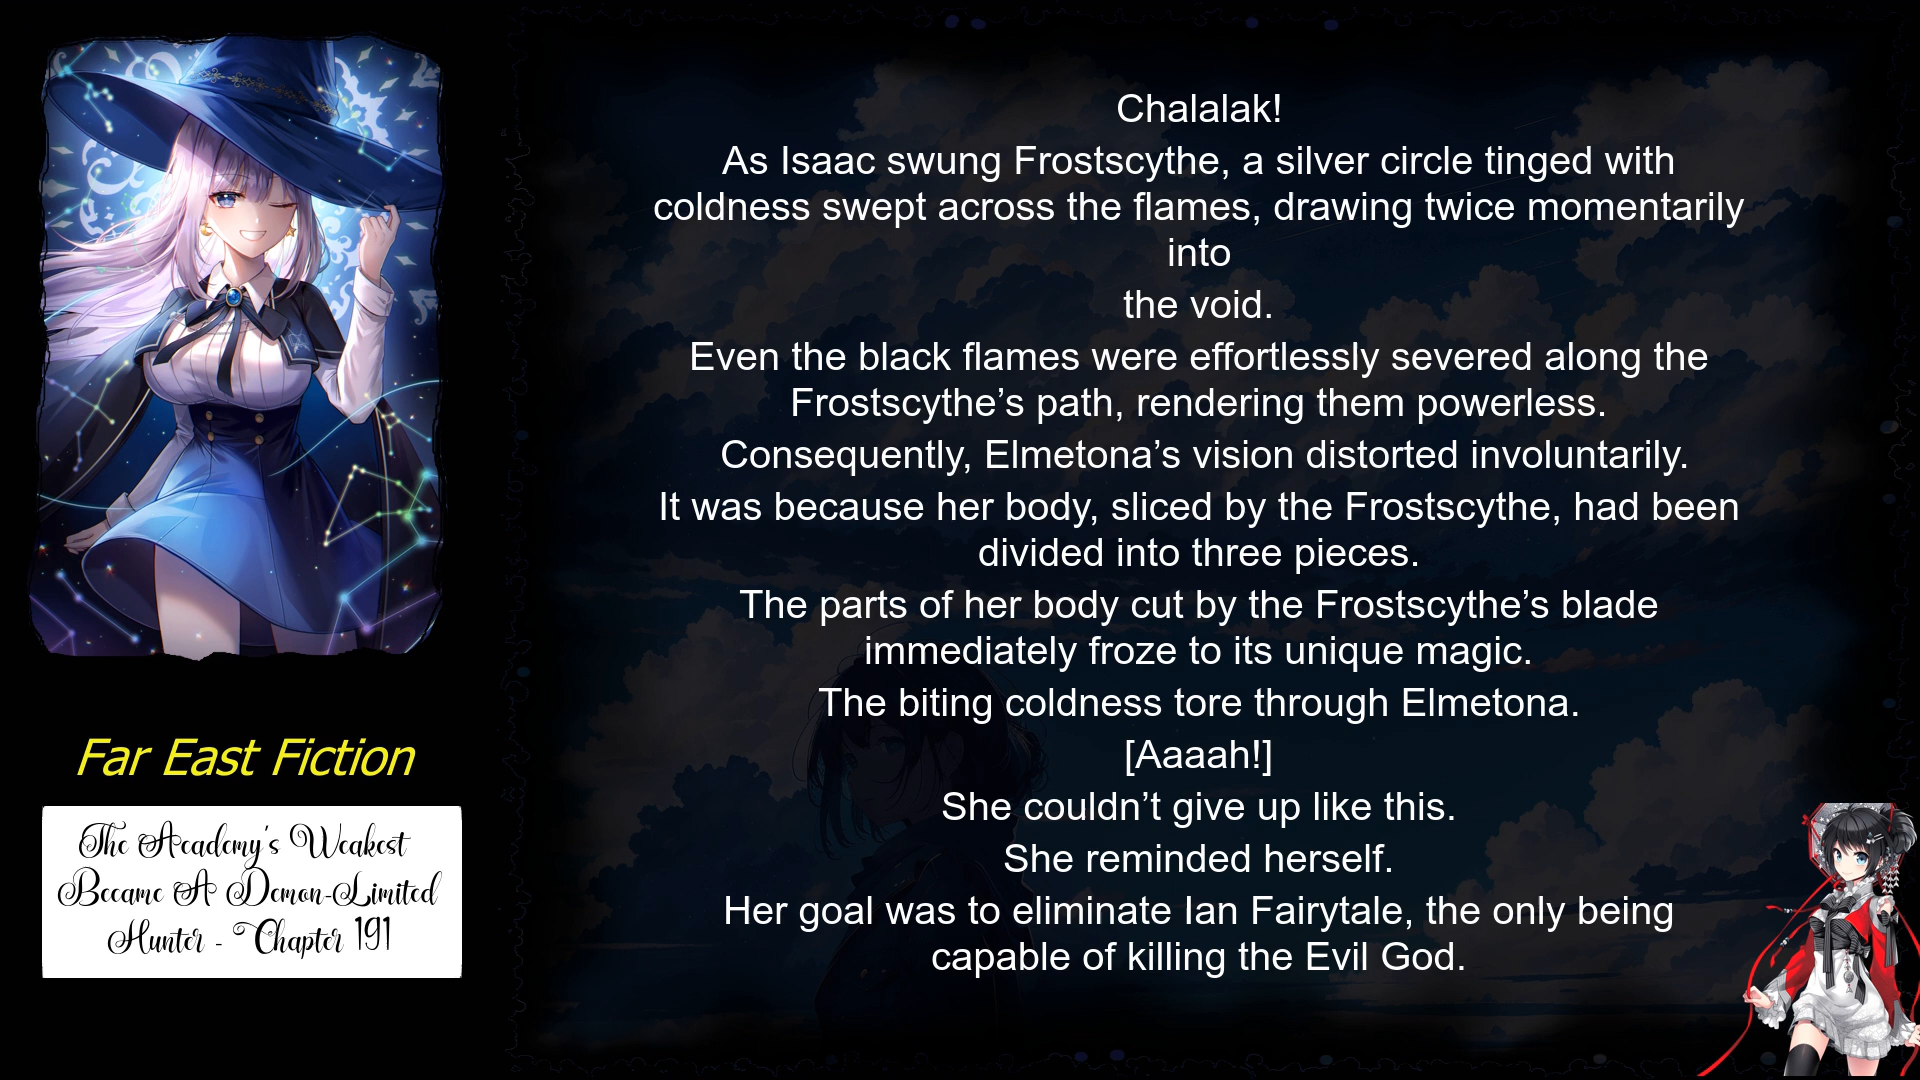 Chalalak!
As Isaac swung Frostscythe, a silver circle tinged with
coldness swept across the flames, drawing twice momentarily
into
the void.
Even the black flames were effortlessly severed along the
Frostscythe’s path, rendering them powerless.
Consequently, Elmetona’s vision distorted involuntarily.
It was because her body, sliced by the Frostscythe, had been
divided into three pieces.
The parts of her body cut by the Frostscythe’s blade
immediately froze to its unique magic.
The biting coldness tore through Elmetona.
[Aaaah!]
She couldn’t give up like this.
She reminded herself.
Her goal was to eliminate Ian Fairytale, the only being
capable of killing the Evil God.
Far East Fiction
The Academy's Weakest
Became A Demon-Limited
Hunter - Chapter 191